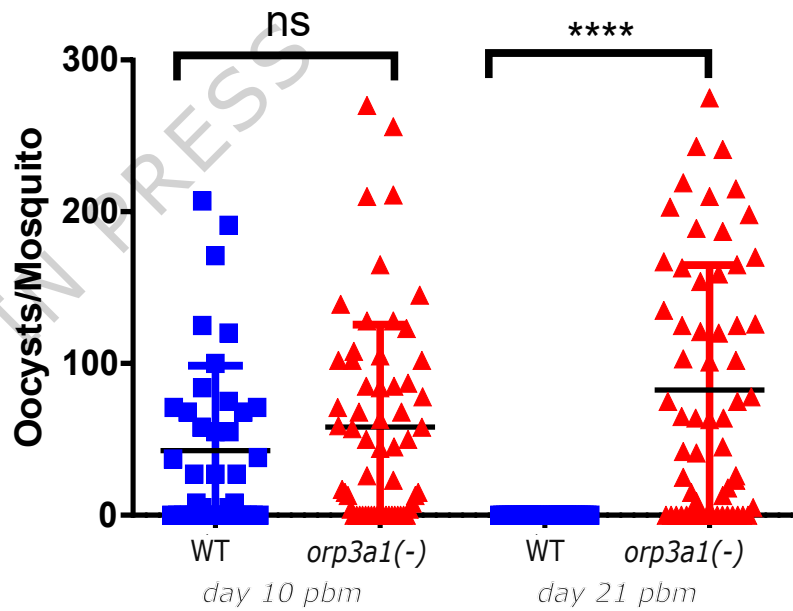 ns
****
300
200
100
0
Oocysts/Mosquito
IN PRESS
WT
orp3a1(-)
WT
orp3a1(-)
day 10 pbm
day 21 pbm